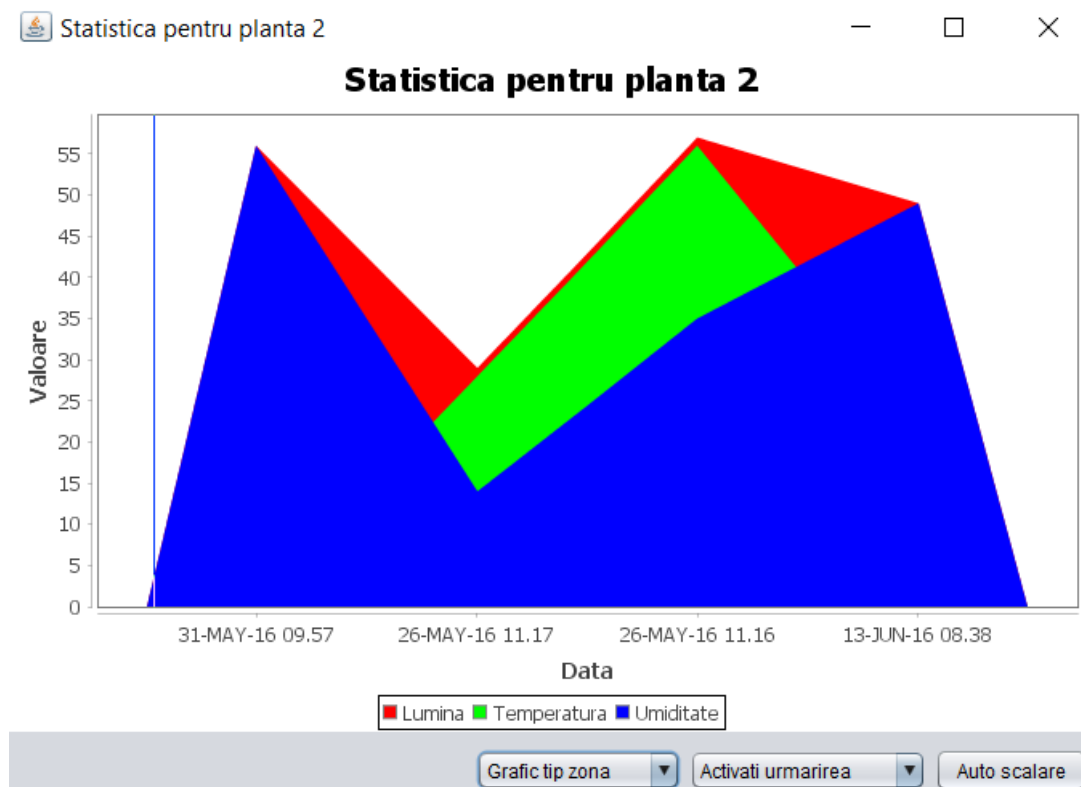 Statistica pentru planta 2
Statistica pentru planta 2
Valoare
55
50
45
40
35
30
25
20
15
10
5
0
31-MAY-16 09.57 26-MAY-16 11.17 26-MAY-16 11.16 13-JUN-16 08.38
Data
Lumina Temperatura Umiditate
Grafic tip zona Activati urmarirea Auto scalare